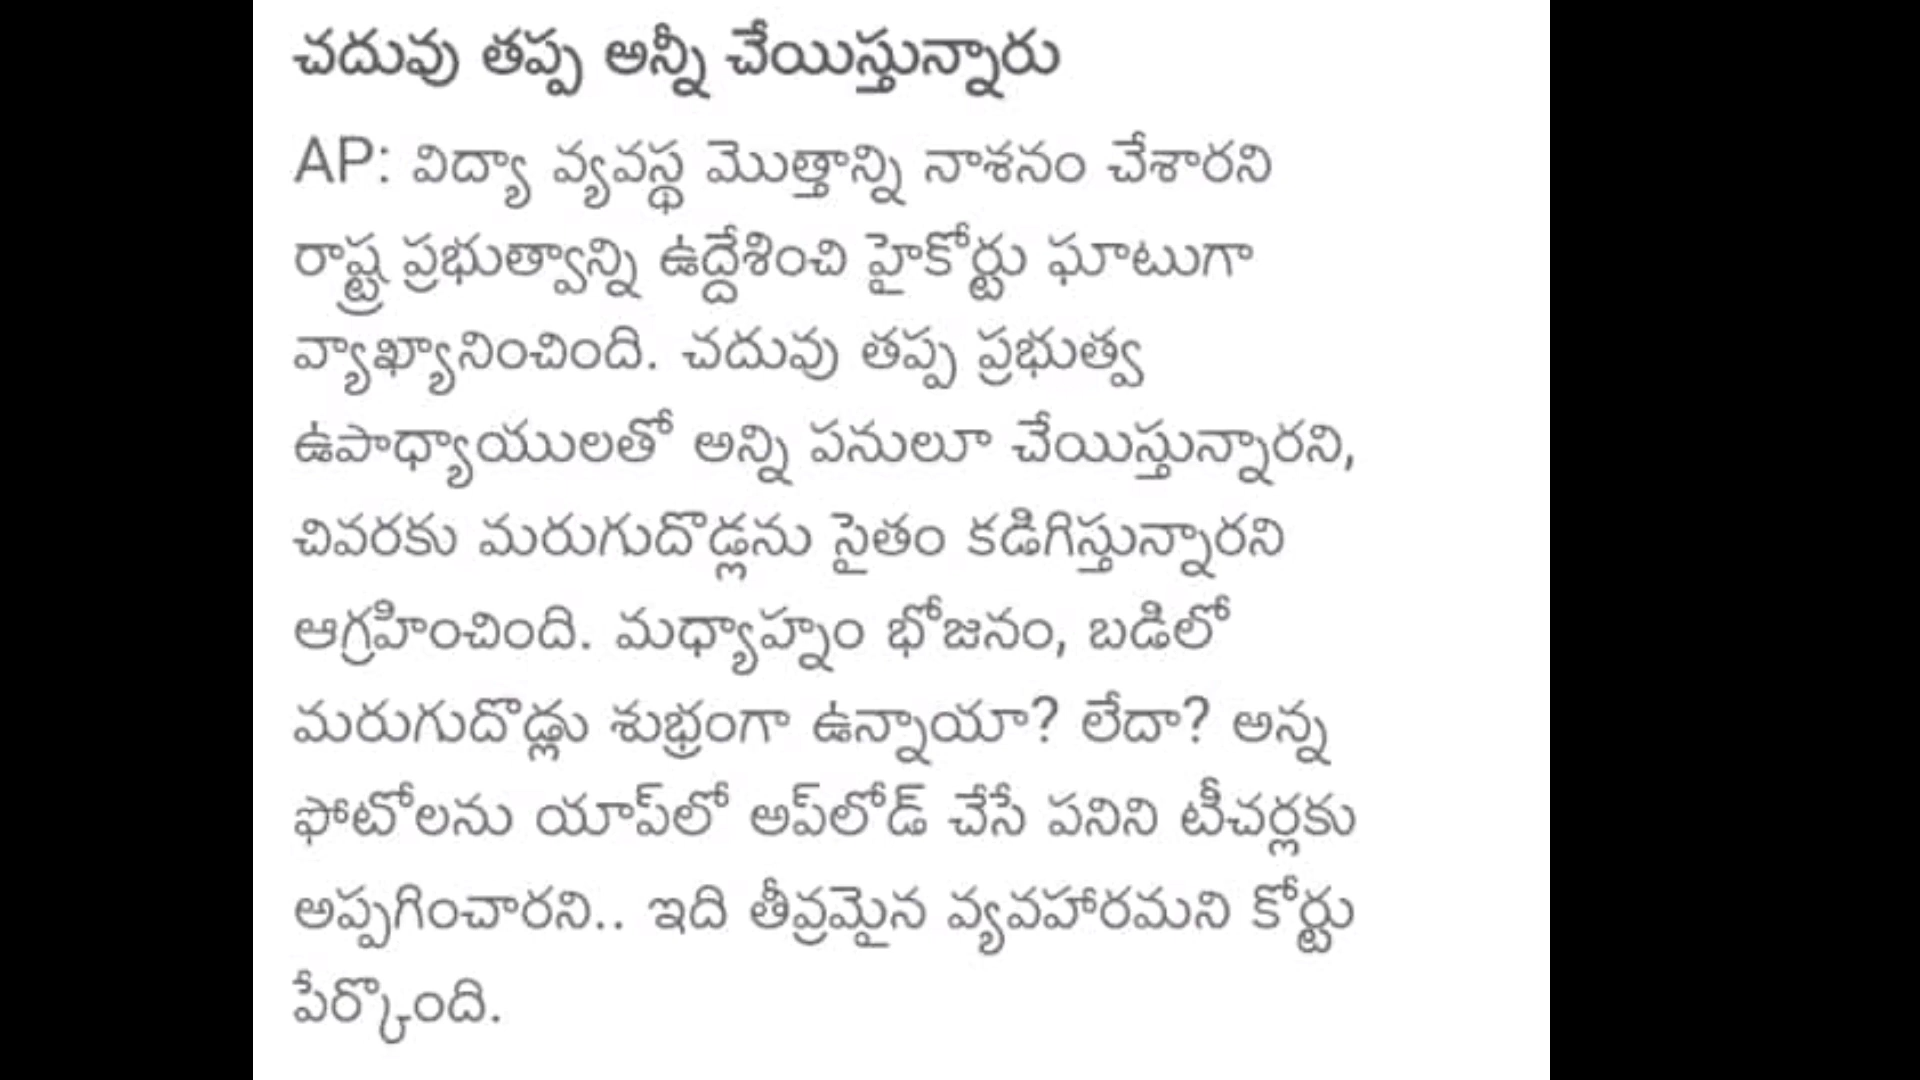 చదువు తప్ప అన్నీ చేయిస్తున్నారు
AP: విద్యా వ్యవస్థ మొత్తాన్ని నాశనం చేశారని
రాష్ట్ర ప్రభుత్వాన్ని ఉద్దేశించి హైకోర్టు ఘాటుగా
వ్యాఖ్యానించింది. చదువు తప్ప ప్రభుత్వ
ఉపాధ్యాయులతో అన్ని పనులూ చేయిస్తున్నారని,
చివరకు మరుగుదొడ్లను సైతం కడిగిస్తున్నారని
ఆగ్రహించింది. మధ్యాహ్నం భోజనం, బడిలో
మరుగుదొడ్లు శుభ్రంగా ఉన్నాయా? లేదా? అన్న
ఫోటోలను యాప్‌లో అప్‌లోడ్ చేసే పనిని టీచర్లకు
అప్పగించారని.. ఇది తీవ్రమైన వ్యవహారమని కోర్టు
పేర్కొంది.